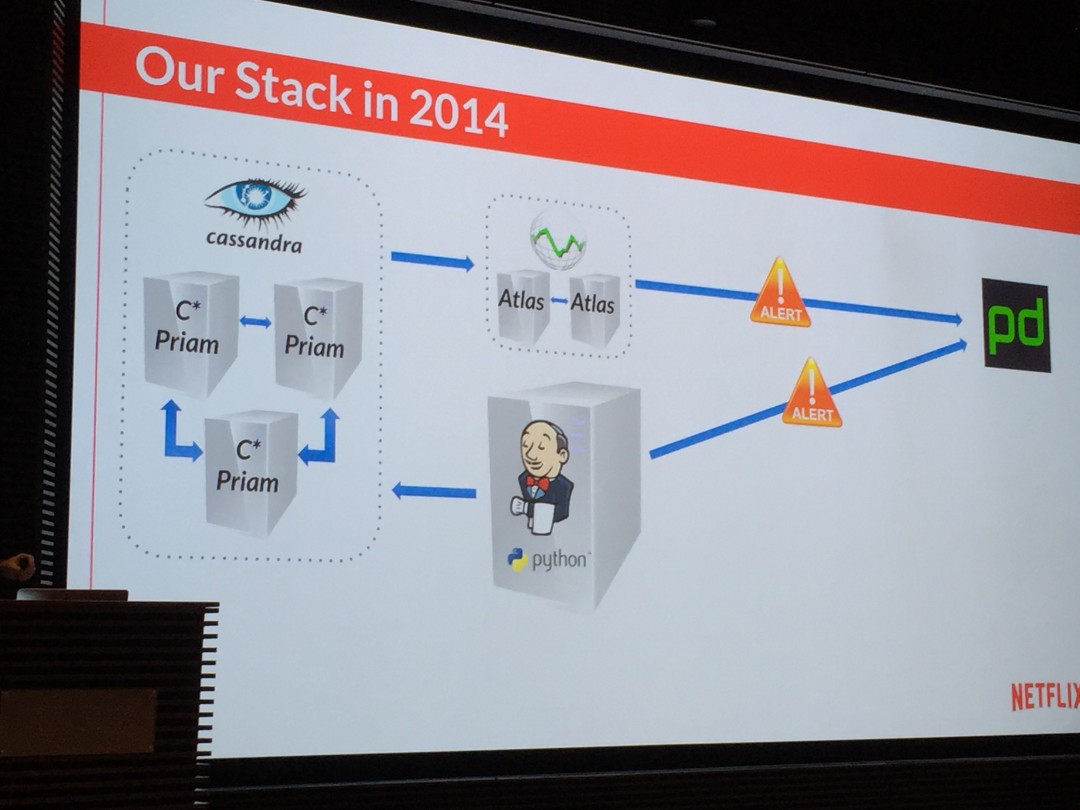 Our Stack in 2014
cassandra
C*
Priam
C*
Priam
C*
Priam
Atlas
Atlas
ALERT
ALERT
pd
python
NETFLIX